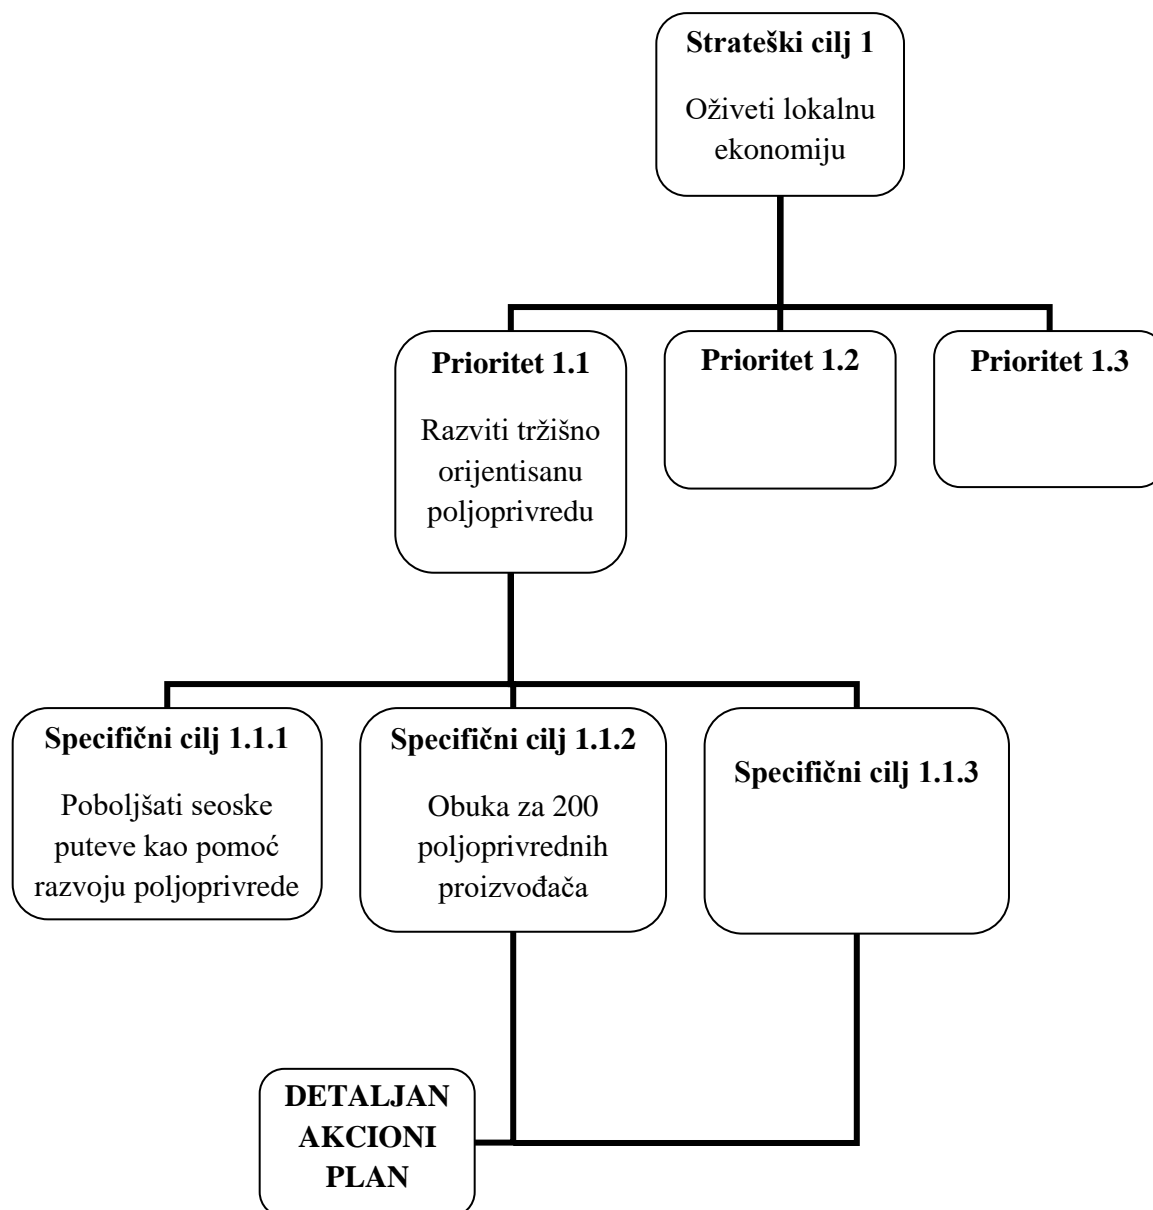 Strateški cilj 1
Oživeti lokalnu
ekonomiju
Prioritet 1.1
Razviti tržišno
orijentisanu
poljoprivredu
Prioritet 1.2
Prioritet 1.3
Specifični cilj 1.1.1
Poboljšati seoske
puteve kao pomoć
razvoju poljoprivrede
Specifični cilj 1.1.2
Obuka za 200
poljoprivrednih
proizvođača
Specifični cilj 1.1.3
DETALJAN
AKCIONI
PLAN